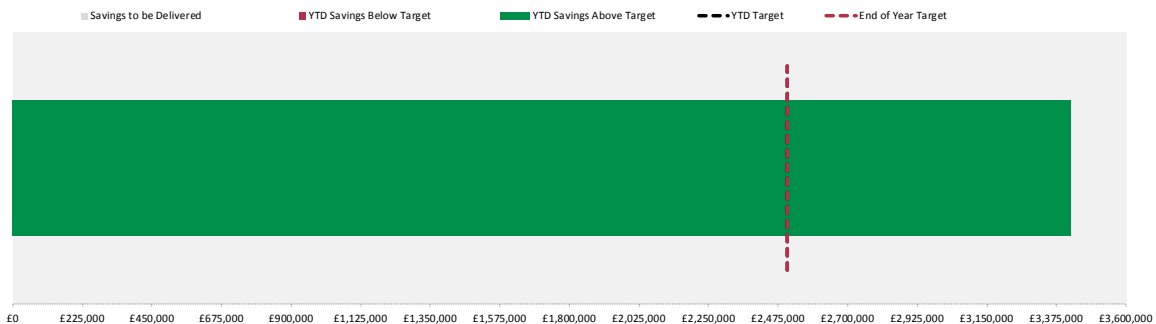 Savings to be Delivered YTD Savings Below Target YTD Savings Above Target YTD Target End of Year Target
£0 £225,000 £450,000 £675,000 £900,000 £1,125,000 £1,350,000 £1,575,000 £1,800,000 £2,025,000 £2,250,000 £2,475,000 £2,700,000 £2,925,000 £3,150,000 £3,375,000 £3,600,000